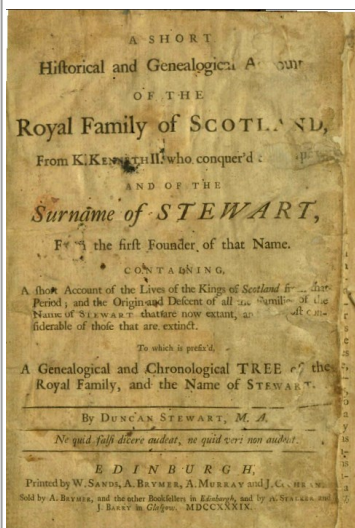 A SHORT
Hiſtorical and Genealogical A
OF THE
Royal Family of SCOTLAND,
From K. KENNETH II. who conquer'd
AND OF THE
Surname of STEWART,
the firſt Founder of that Name.
CONTAINING,
A ſhort Account of the Lives of the Kings of Scotland
Period; and the Origin and Descent of all of the
Name of STEWART that are now extant, con-
ſiderable of thoſe that are extinct.
To which is prefix'd,
A Genealogical and Chronological TREE of the
Royal Family, and the Name of STEWART.
By DUNCAN STEWART, M. A.
Ne quid falſi dicere audeat, ne quid veri non audeat.
EDINBURGH,
Printed by W. SANDS, A. BRYMER, A. MURRAY and J. COCHRAN.
Sold by A. BRYMER, and the other Bookſellers in Edinburgh, and by A. STALKER and
J. BARRY in Glaſgow. MDCCXXXIX.